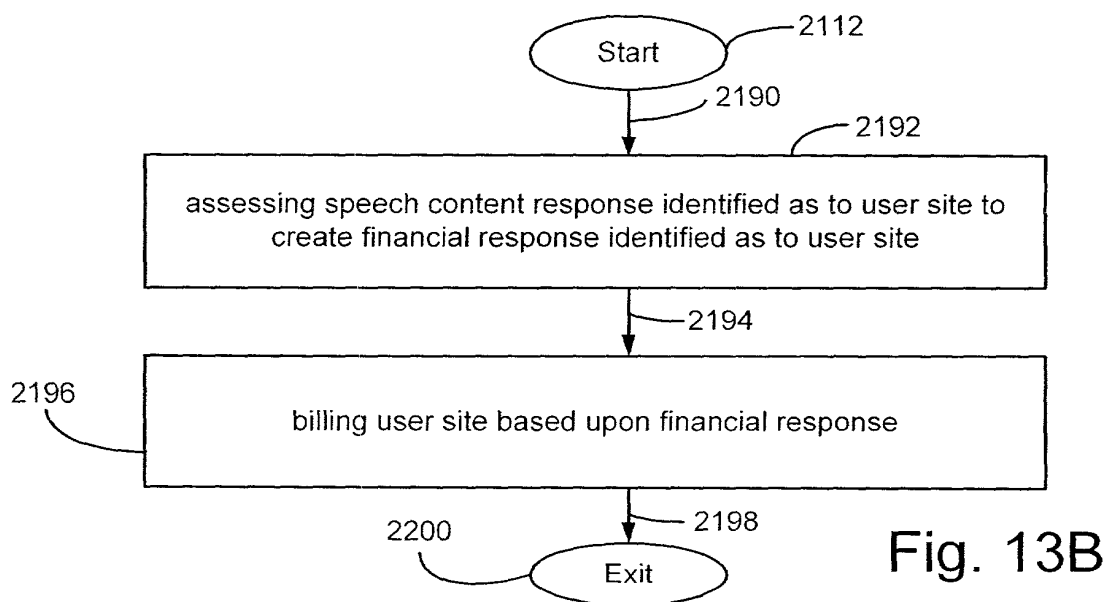 Start
2112
2190
2192
assessing speech content response identified as to user site to
create financial response identified as to user site
2194
2196
billing user site based upon financial response
2198
2200
Exit
Fig. 13B